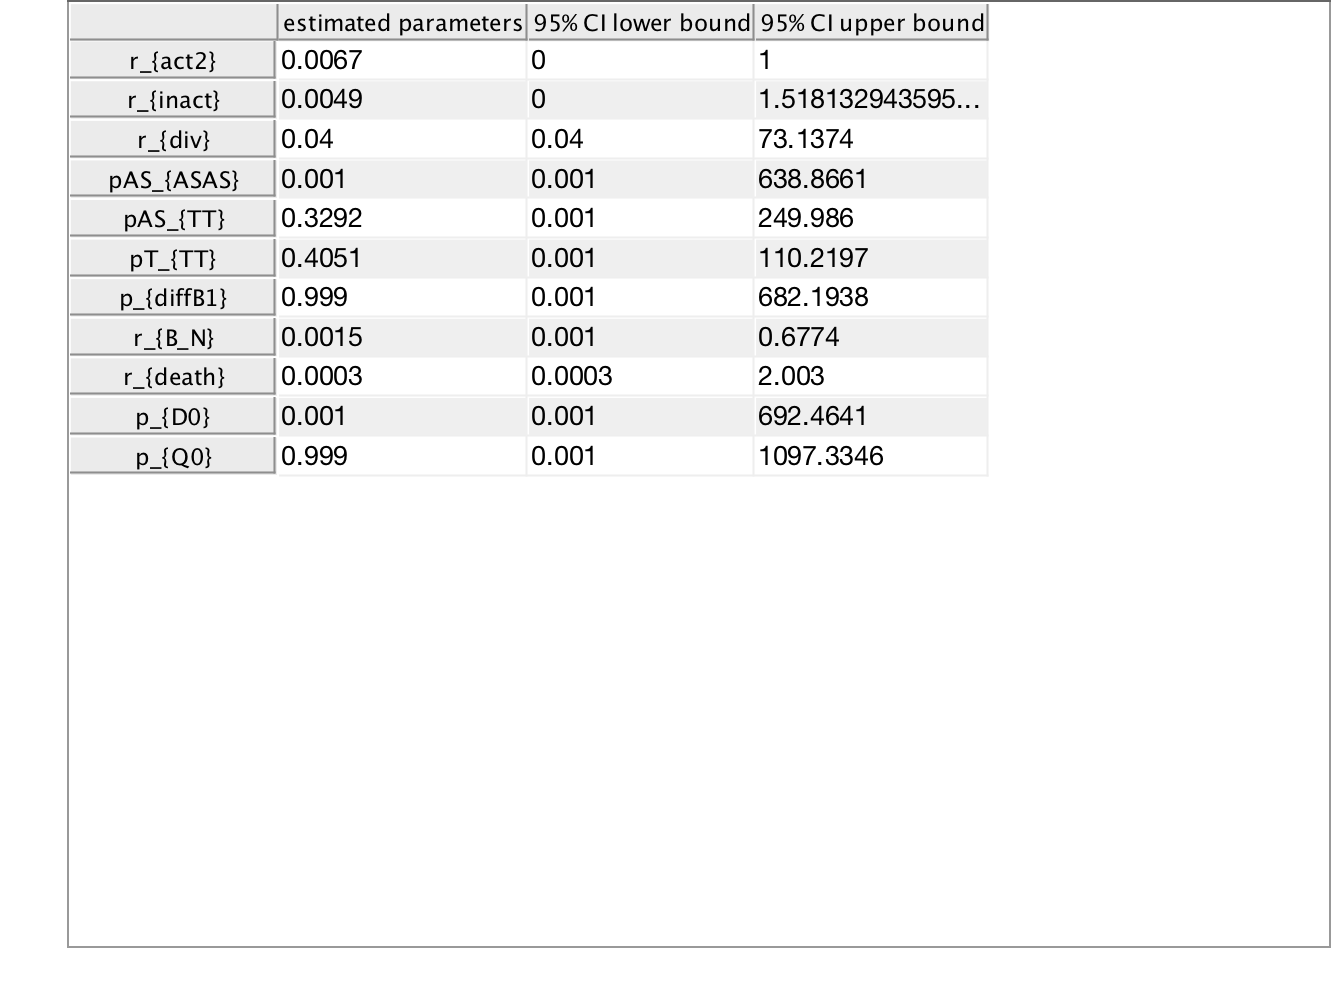 estimated parameters 95% CI lower bound 95% CI upper bound
r_{act2} 0.0067 0 1
r_{inact} 0.0049 0 1.518132943595...
r_{div} 0.04 0.04 73.1374
pAS_{ASAS} 0.001 0.001 638.8661
pAS_{TT} 0.3292 0.001 249.986
pT_{TT} 0.4051 0.001 110.2197
p_{diffB1} 0.999 0.001 682.1938
r_{B_N} 0.0015 0.001 0.6774
r_{death} 0.0003 0.0003 2.003
p_{D0} 0.001 0.001 692.4641
p_{Q0} 0.999 0.001 1097.3346